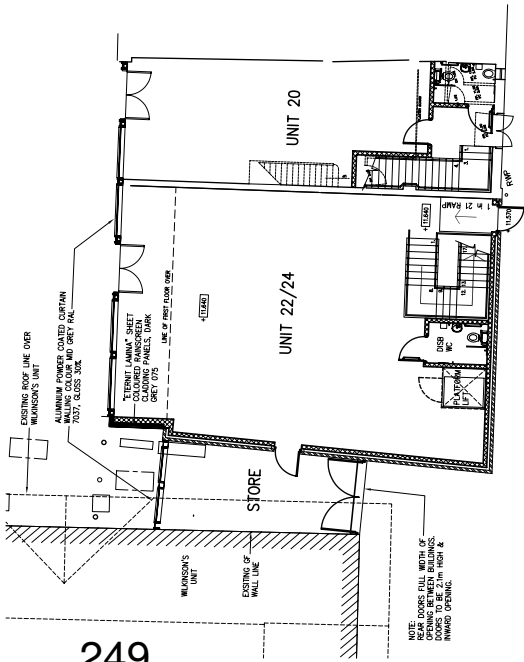 EXISITING ROOF LINE OVER
WILKINSON'S UNIT
ALUMINIUM POWDER COATED CURTAIN
WALLING COLOUR MID GREY RAL
7037, GLOSS 30%
"ETERNIT LAMINA" SHEET
COLOURED RAINSCREEN
CLADDING PANELS, DARK
GREY 075
LINE OF FIRST FLOOR OVER
+11.640
UNIT 20
UNIT 22/24
STORE
WILKINSON'S
UNIT
EXSITING GF
WALL LINE
DISB
WC
PLATFORM
LIFT
+11.640
1 in 21 RAMP
+11.570
RWP
NOTE:
REAR DOORS FULL WIDTH OF
OPENING BETWEEN BUILDINGS.
DOORS TO BE 2.1m HIGH &
INWARD OPENING.
249